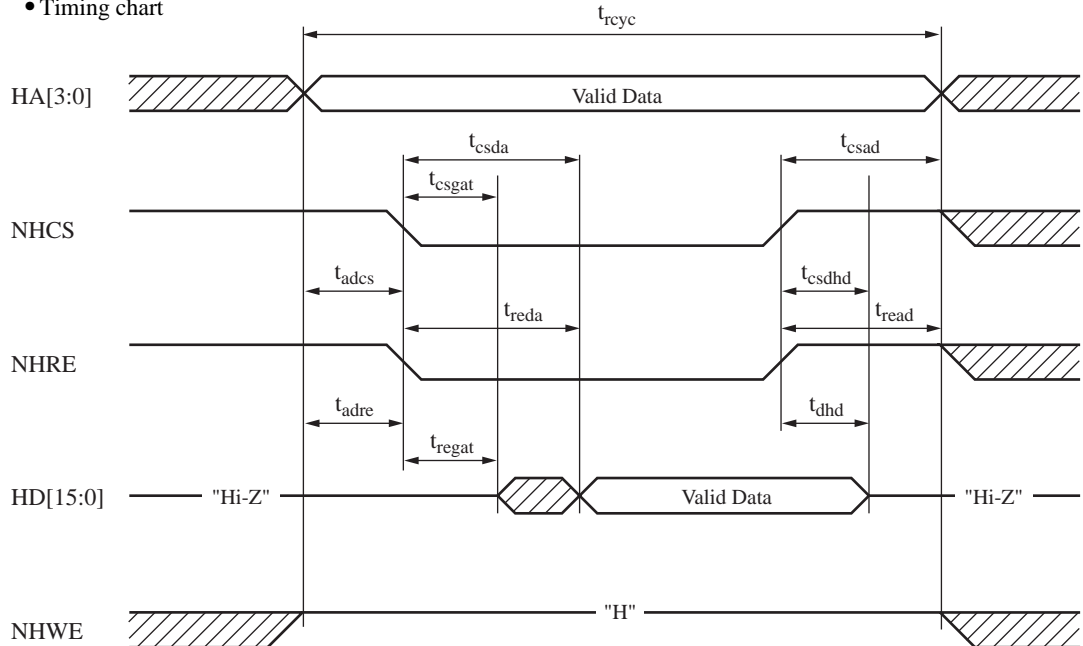 • Timing chart
trcyc
HA[3:0] Valid Data
tcsda tcsad
tcsgat
NHCS
tadcs tcsdhd
treda tread
NHRE
tadre tdhd
tregat
HD[15:0] "Hi-Z" Valid Data "Hi-Z"
"H"
NHWE